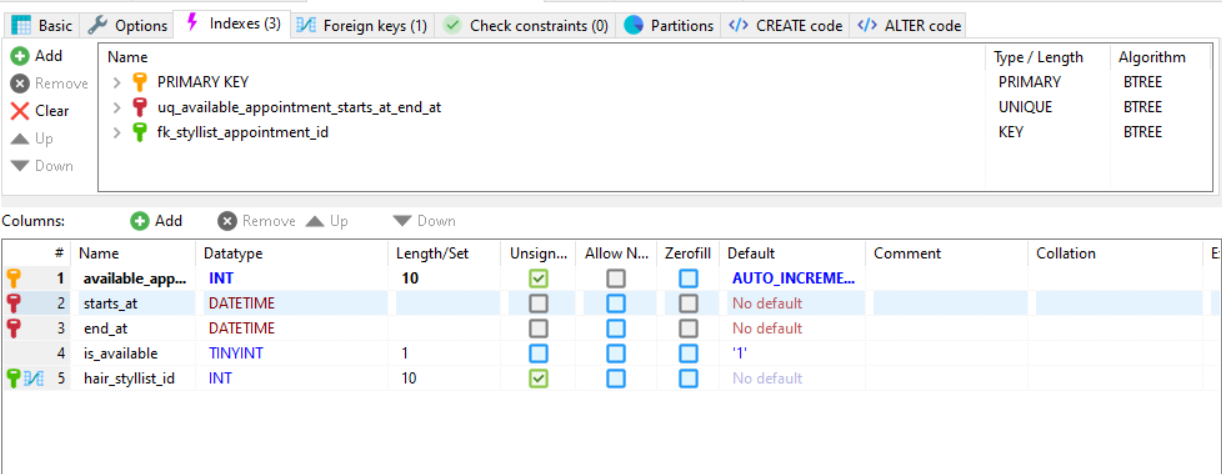 Basic Options Indexes (3) Foreign keys (1) Check constraints (0) Partitions </> CREATE code </> ALTER code
Add
Remove
Clear
Up
Down
Name Type / Length Algorithm
PRIMARY KEY PRIMARY BTREE
uq_available_appointment_starts_at_end_at UNIQUE BTREE
fk_styllist_appointment_id KEY BTREE
Columns: Add Remove Up Down
# Name Datatype Length/Set Unsign... Allow N... Zerofill Default Comment Collation E
1 available_app... INT 10 AUTO_INCREME...
2 starts_at DATETIME No default
3 end_at DATETIME No default
4 is_available TINYINT 1 '1'
5 hair_styllist_id INT 10 No default